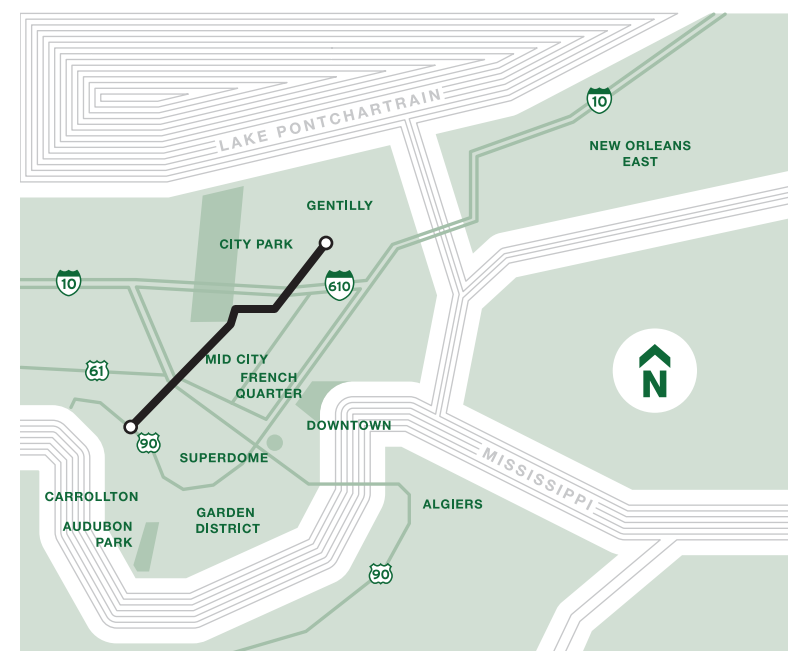 LAKE PONTCHARTRAIN
10
NEW ORLEANS
EAST
GENTILLY
CITY PARK
10
610
MID CITY
61
FRENCH
QUARTER
N
DOWNTOWN
90
SUPERDOME
MISSISSIPPI
CARROLLTON
ALGIERS
GARDEN
DISTRICT
AUDUBON
PARK
90